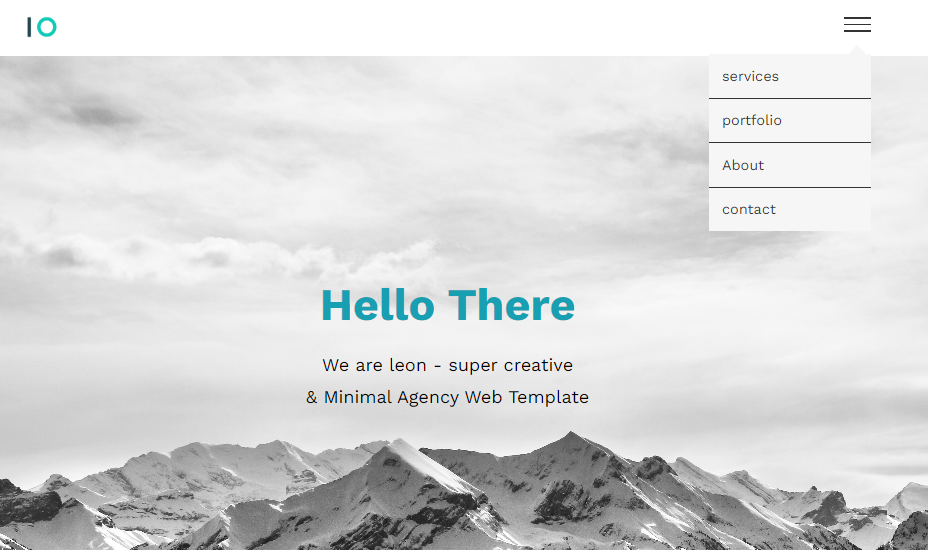 IO
services
portfolio
About
contact
Hello There
We are leon - super creative
& Minimal Agency Web Template